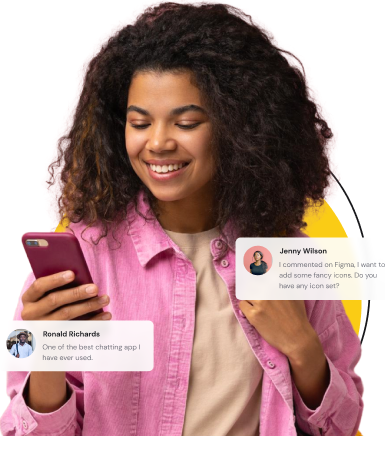 Jenny Wilson
I commented on Figma, I want to
add some fancy icons. Do you
have any icon set?
Ronald Richards
One of the best chatting app I
have ever used.